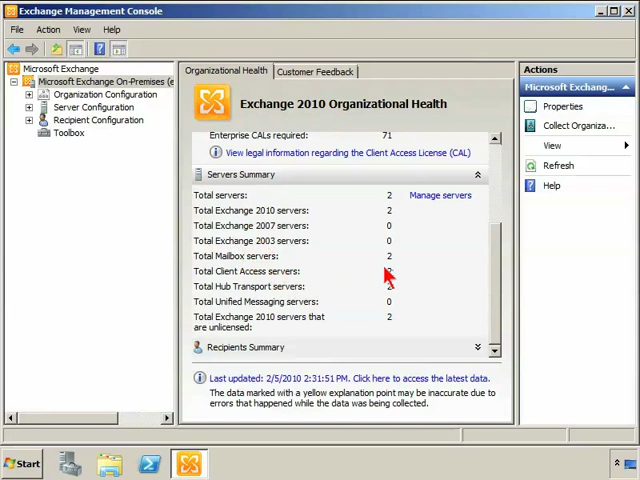 Exchange Management Console
File Action View Help
Microsoft Exchange
Microsoft Exchange On-Premises (e
Organization Configuration
Server Configuration
Recipient Configuration
Toolbox
Organizational Health
Customer Feedback
Exchange 2010 Organizational Health
Enterprise CALs required: 71
View legal information regarding the Client Access License (CAL)
Servers Summary
Total servers: 2 Manage servers
Total Exchange 2010 servers: 2
Total Exchange 2007 servers: 0
Total Exchange 2003 servers: 0
Total Mailbox servers: 2
Total Client Access servers:
Total Hub Transport servers:
Total Unified Messaging servers: 0
Total Exchange 2010 servers that 2
are unlicensed:
Recipients Summary
Last updated: 2/5/2010 2:31:51 PM. Click here to access the latest data.
The data marked with a yellow explanation point may be inaccurate due to
errors that happened while the data was being collected.
Actions
Microsoft Exchang...
Properties
Collect Organiza...
View
Refresh
Help
Start